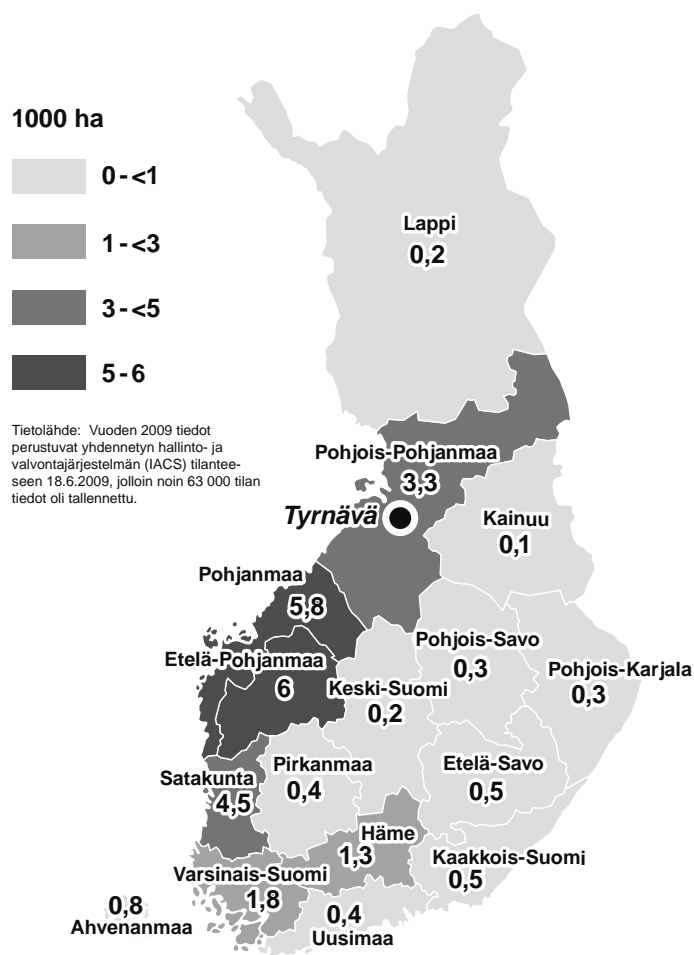 1000 ha
0 - <1
1 - <3
3 - <5
5 - 6
Tietolähde: Vuoden 2009 tiedot
perustuvat yhdennetyn hallinto- ja
valvontajärjestelmän (IACS) tilantee-
seen 18.6.2009, jolloin noin 63 000 tilan
tiedot oli tallennettu.
Lappi
0,2
Pohjois-Pohjanmaa
3,3
Tyrnävä
Kainuu
0,1
Pohjanmaa
5,8
Etelä-Pohjanmaa
6
Pohjois-Savo
0,3
Pohjois-Karjala
0,3
Keski-Suomi
0,2
Satakunta
4,5
Pirkanmaa
0,4
Etelä-Savo
0,5
Häme
1,3
Kaakkois-Suomi
0,5
Varsinais-Suomi
1,8
0,8
Ahvenanmaa
0,4
Uusimaa